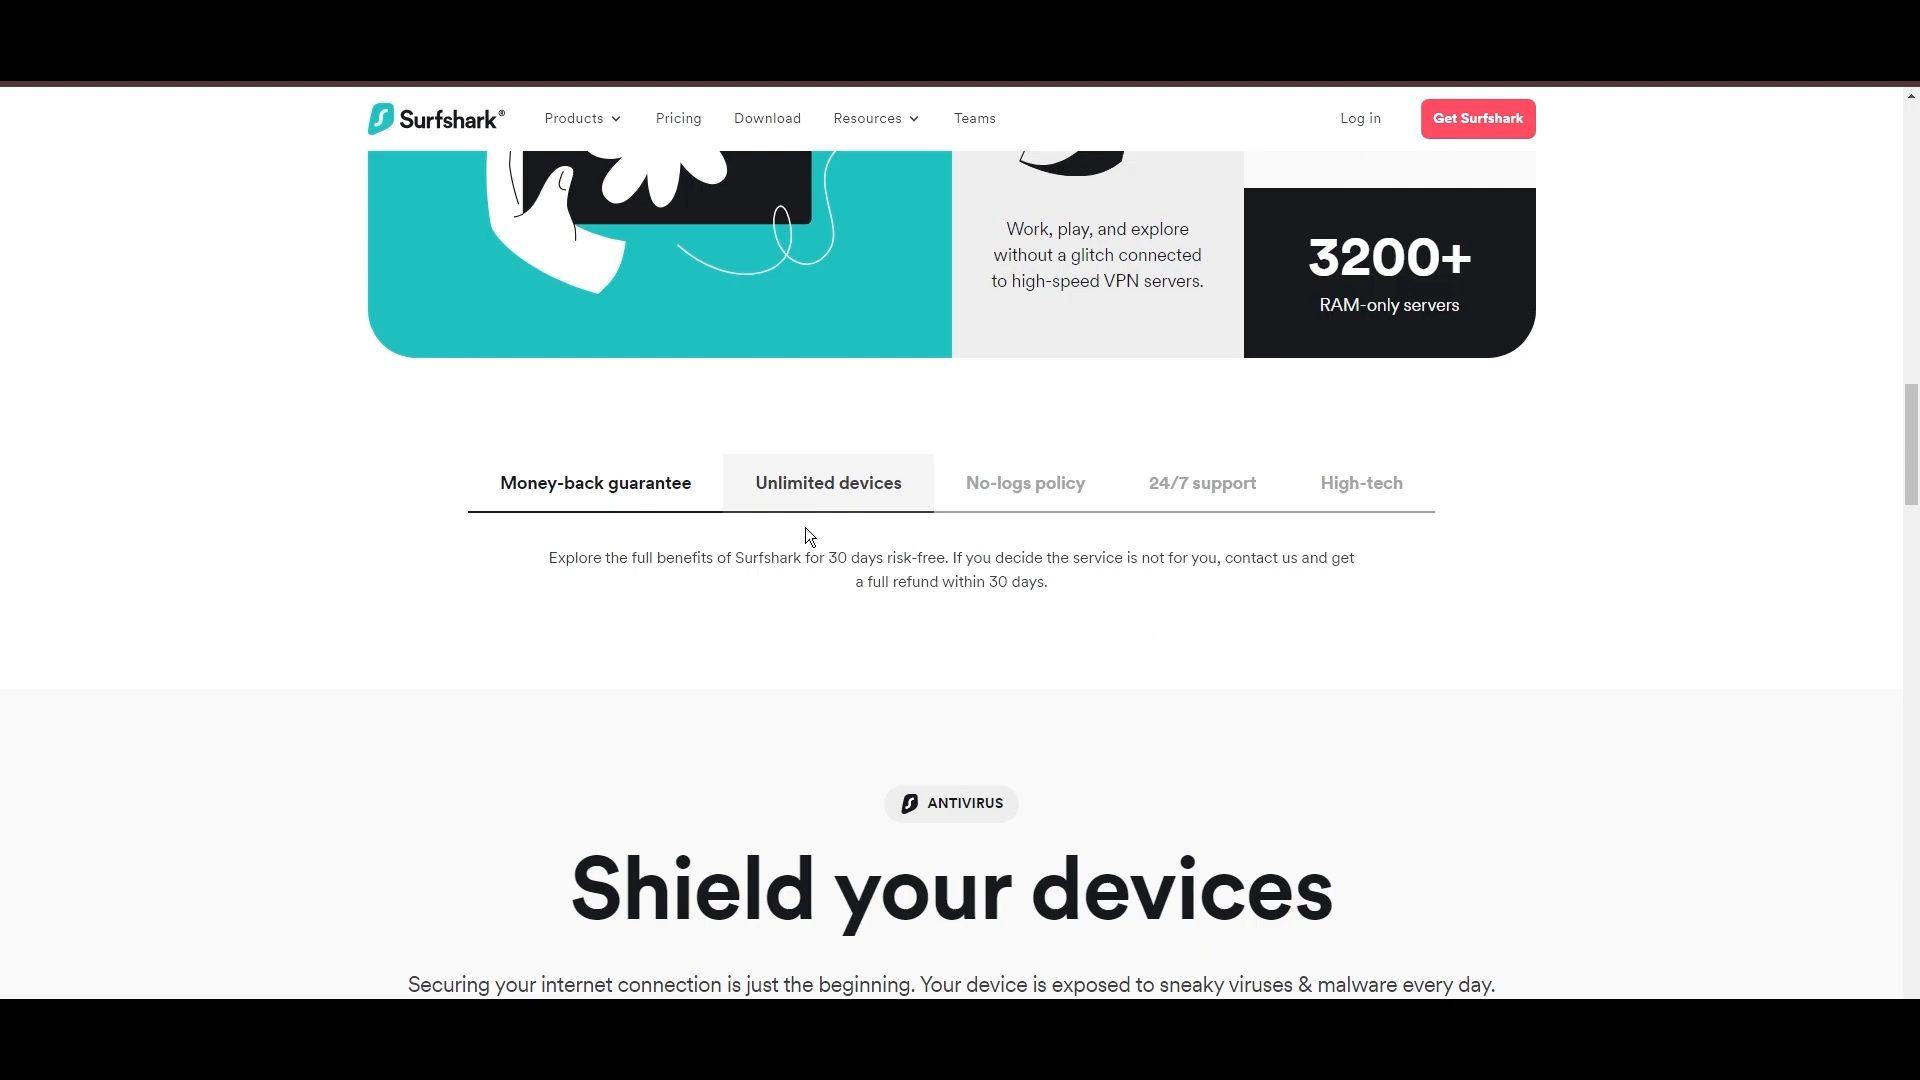 Surfshark®
Products
Pricing
Download
Resources
Teams
Log in
Get Surfshark
Work, play, and explore
without a glitch connected
to high-speed VPN servers.
3200+
RAM-only servers
Money-back guarantee
Unlimited devices
No-logs policy
24/7 support
High-tech
Explore the full benefits of Surfshark for 30 days risk-free. If you decide the service is not for you, contact us and get
a full refund within 30 days.
ANTIVIRUS
Shield your devices
Securing your internet connection is just the beginning. Your device is exposed to sneaky viruses & malware every day.